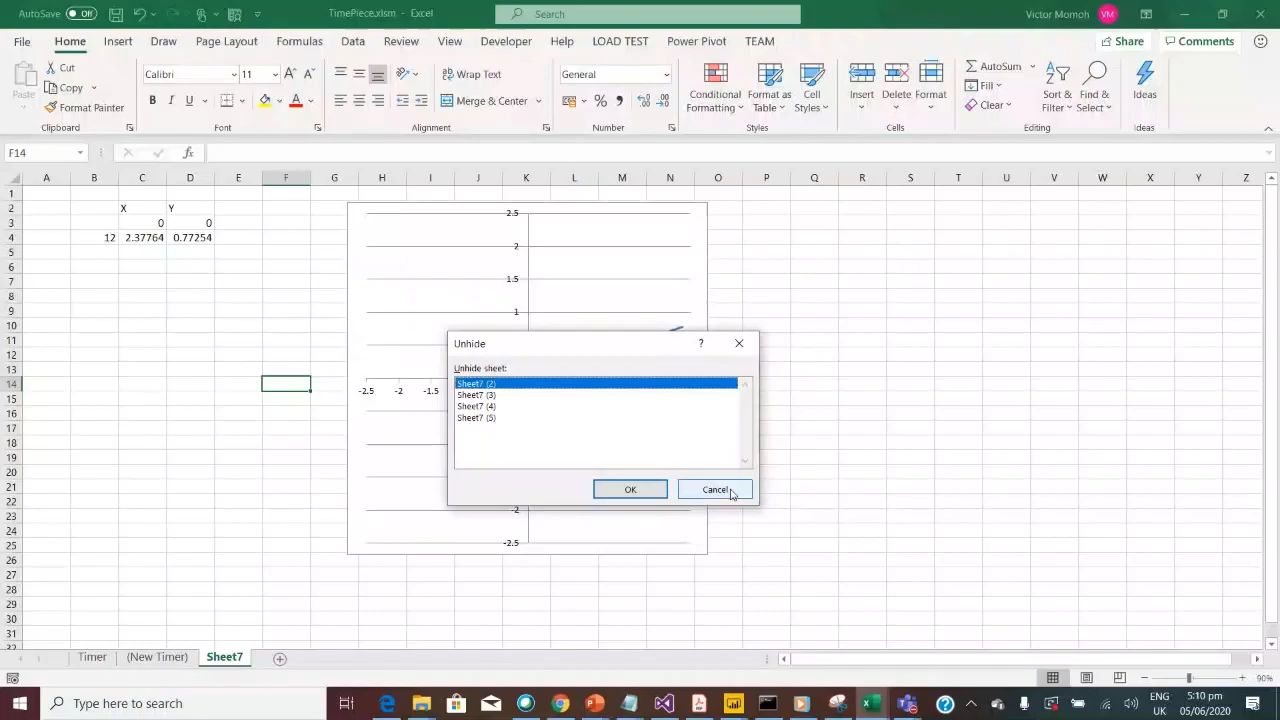 AutoSave Off TimePiece.xlsm - Excel Search Victor Momoh VM
File Home Insert Draw Page Layout Formulas Data Review View Developer Help LOAD TEST Power Pivot TEAM Share Comments
Paste Cut Copy Format Painter
Calibri 11 A A
B I U A
Wrap Text
Merge & Center
General
% ,
Conditional Formatting Format as Table Cell Styles
Insert Delete Format
AutoSum Fill Clear
Sort & Filter Find & Select
Ideas
Clipboard Font Alignment Number Styles Cells Editing Ideas
F14 fx
A B C D E F G H I J K L M N O P Q R S T U V W X Y Z
1
2 X Y
3 0 0
4 12 2.37764 0.77254
5
6
7
8
9
10
11
12
13
14
15
16
17
18
19
20
21
22
23
24
25
26
27
28
29
30
31
32
2.5
2
1.5
1
-2.5 -2 -1.5
-2
-2.5
Unhide ?
Unhide sheet:
Sheet7 (2)
Sheet7 (3)
Sheet7 (4)
Sheet7 (5)
OK Cancel
Timer (New Timer) Sheet7
90%
Type here to search
ENG
UK
5:10 pm
05/06/2020